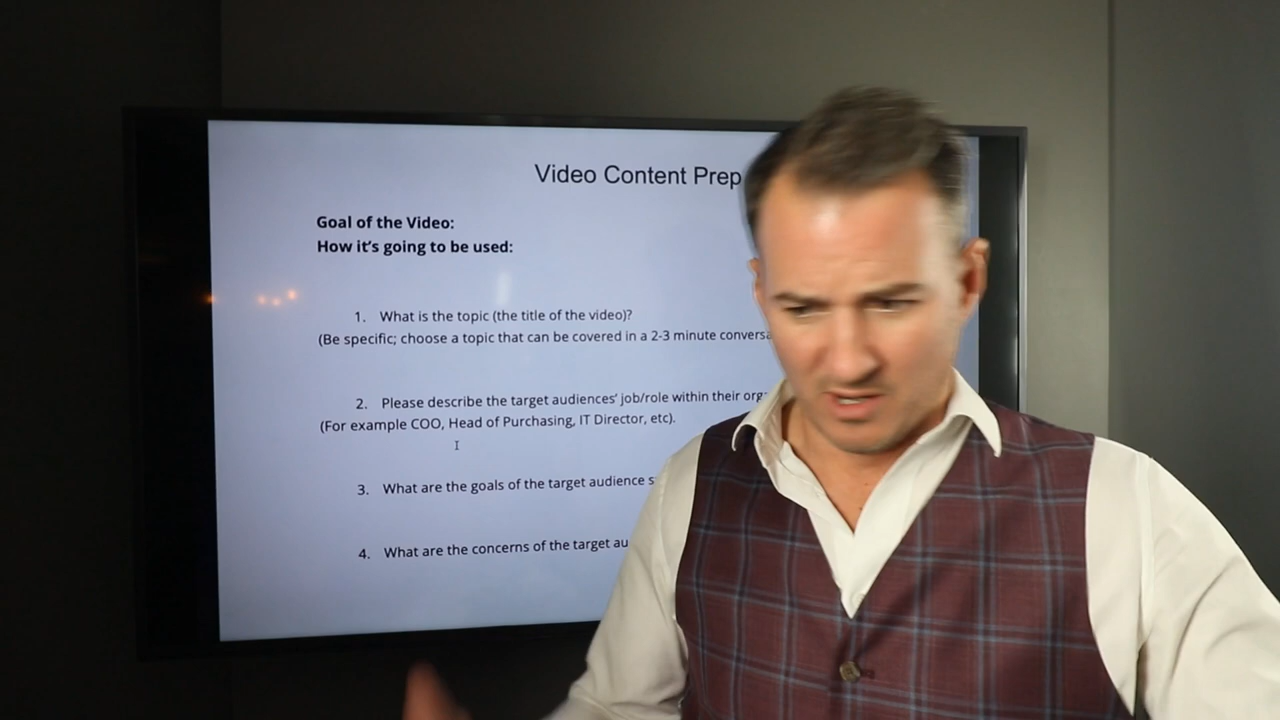 Video Content Prep
Goal of the Video:
How it's going to be used:
1. What is the topic (the title of the video)?
(Be specific; choose a topic that can be covered in a 2-3 minute
2. Please describe the target audiences' job/role within their
(For example COO, Head of Purchasing, IT Director, etc).
3. What are the goals of the target audience
4. What are the concerns of the target